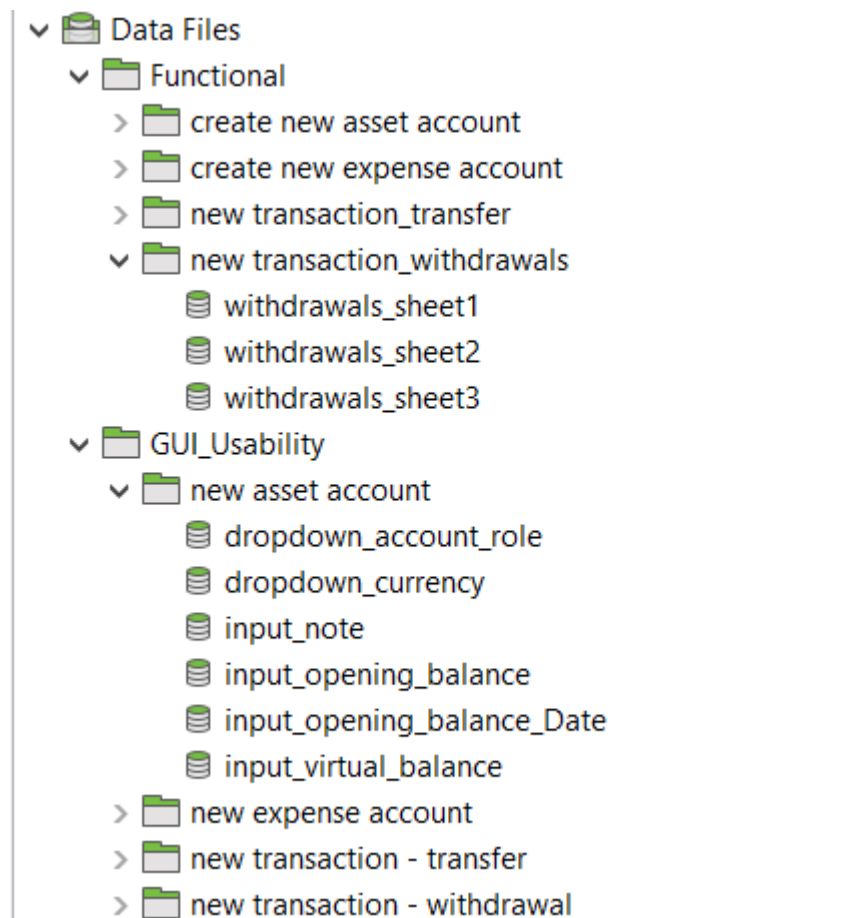 Data Files
Functional
create new asset account
create new expense account
new transaction_transfer
new transaction_withdrawals
withdrawals_sheet1
withdrawals_sheet2
withdrawals_sheet3
GUI_Usability
new asset account
dropdown_account_role
dropdown_currency
input_note
input_opening_balance
input_opening_balance_Date
input_virtual_balance
new expense account
new transaction - transfer
new transaction - withdrawal